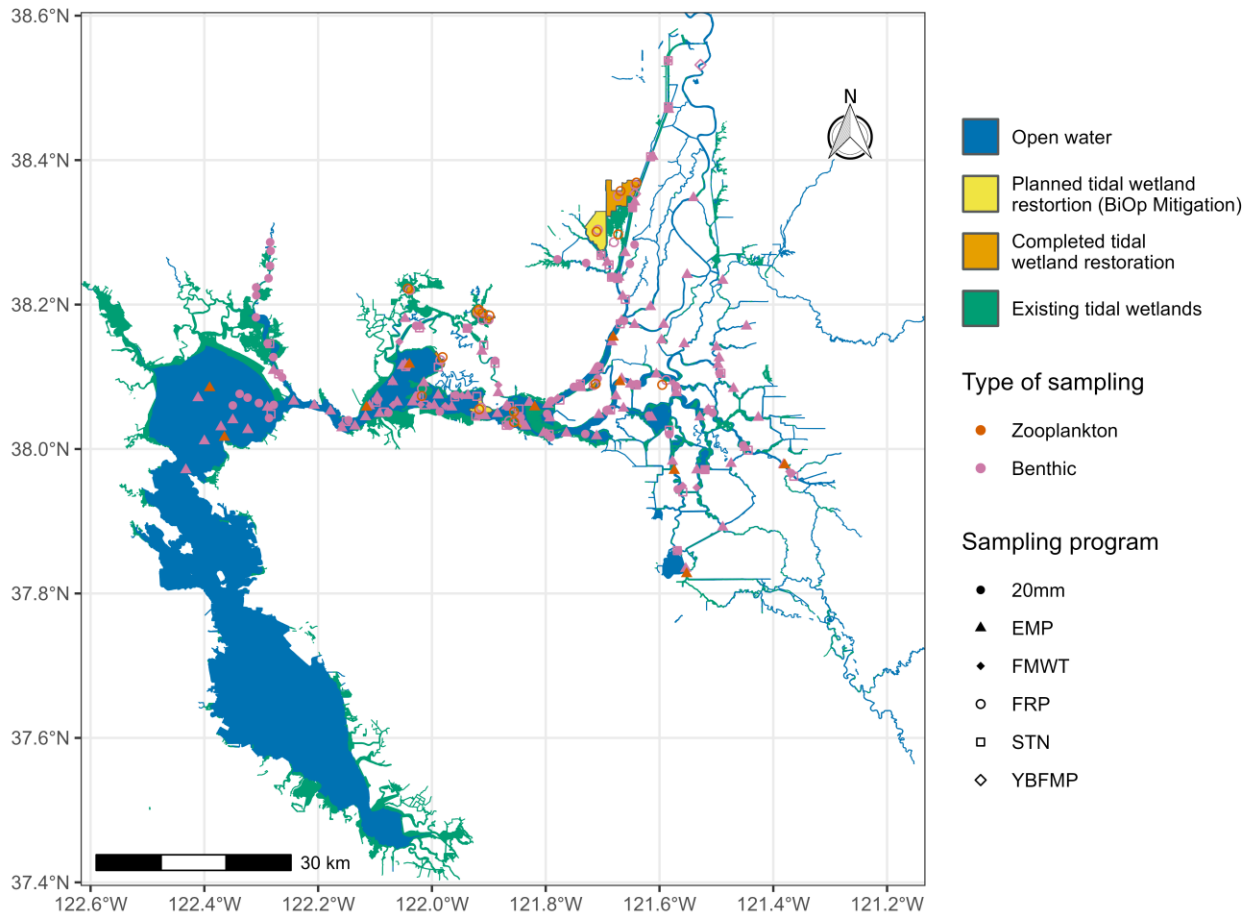 38.6°N
38.4°N
38.2°N
38.0°N
37.8°N
37.6°N
37.4°N
122.6°W
122.4°W
122.2°W
122.0°W
121.8°W
121.6°W
121.4°W
121.2°W
N
30 km
Open water
Planned tidal wetland
restortion (BiOp Mitigation)
Completed tidal
wetland restoration
Existing tidal wetlands
Type of sampling
Zooplankton
Benthic
Sampling program
20mm
EMP
FMWT
FRP
STN
YBFMP